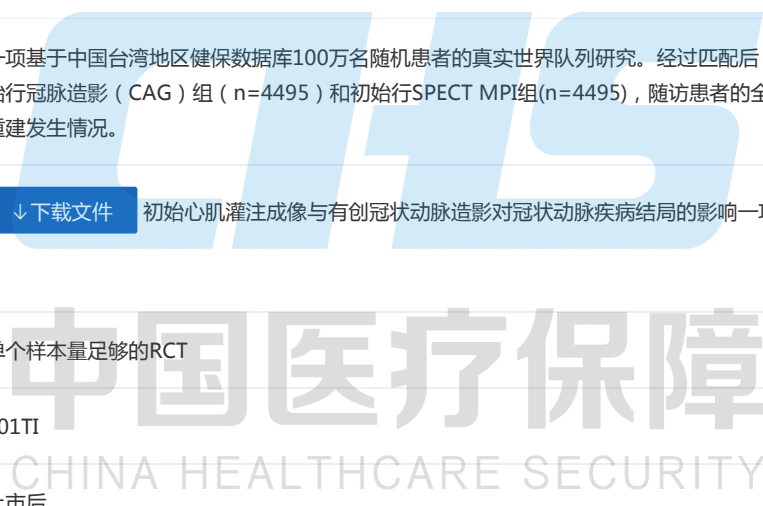 一项基于中国台湾地区健保数据库100万名随机患者的真实世界队列研究。经过匹配后
始行冠脉造影（CAG）组（n=4495）和初始行SPECT MPI组(n=4495)，随访患者的全
重建发生情况。
↓下载文件 初始心肌灌注成像与有创冠状动脉造影对冠状动脉疾病结局的影响一项
单个样本量足够的RCT
01TI
上市后
CHS
中国医疗保障
CHINA HEALTHCARE SECURITY